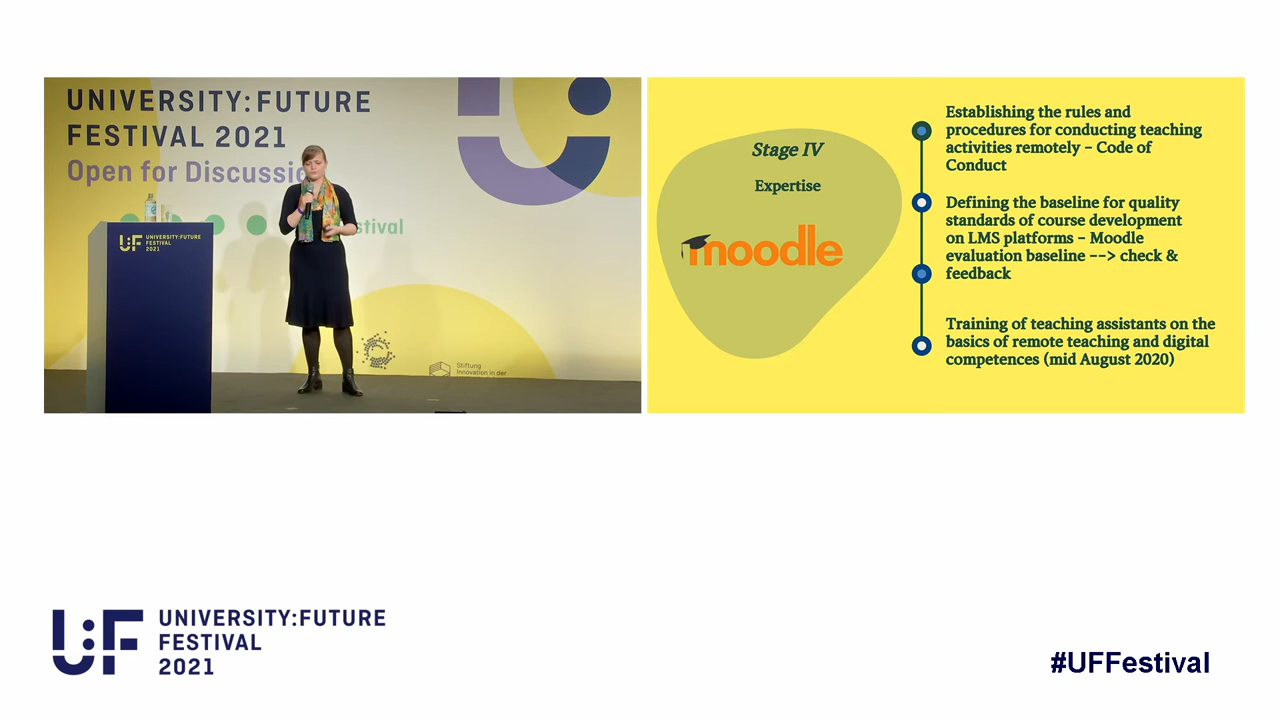 UNIVERSITY:FUTURE
FESTIVAL 2021
Open for Discussio
stival
U:F UNIVERSITY:FUTURE
FESTIVAL
2021
Stiftung
Innovation in der
Stage IV
Expertise
moodle
Establishing the rules and
procedures for conducting teaching
activities remotely – Code of
Conduct
Defining the baseline for quality
standards of course development
on LMS platforms – Moodle
evaluation baseline --> check &
feedback
Training of teaching assistants on the
basics of remote teaching and digital
competences (mid August 2020)
U:F UNIVERSITY:FUTURE
FESTIVAL
2021
#UFFestival